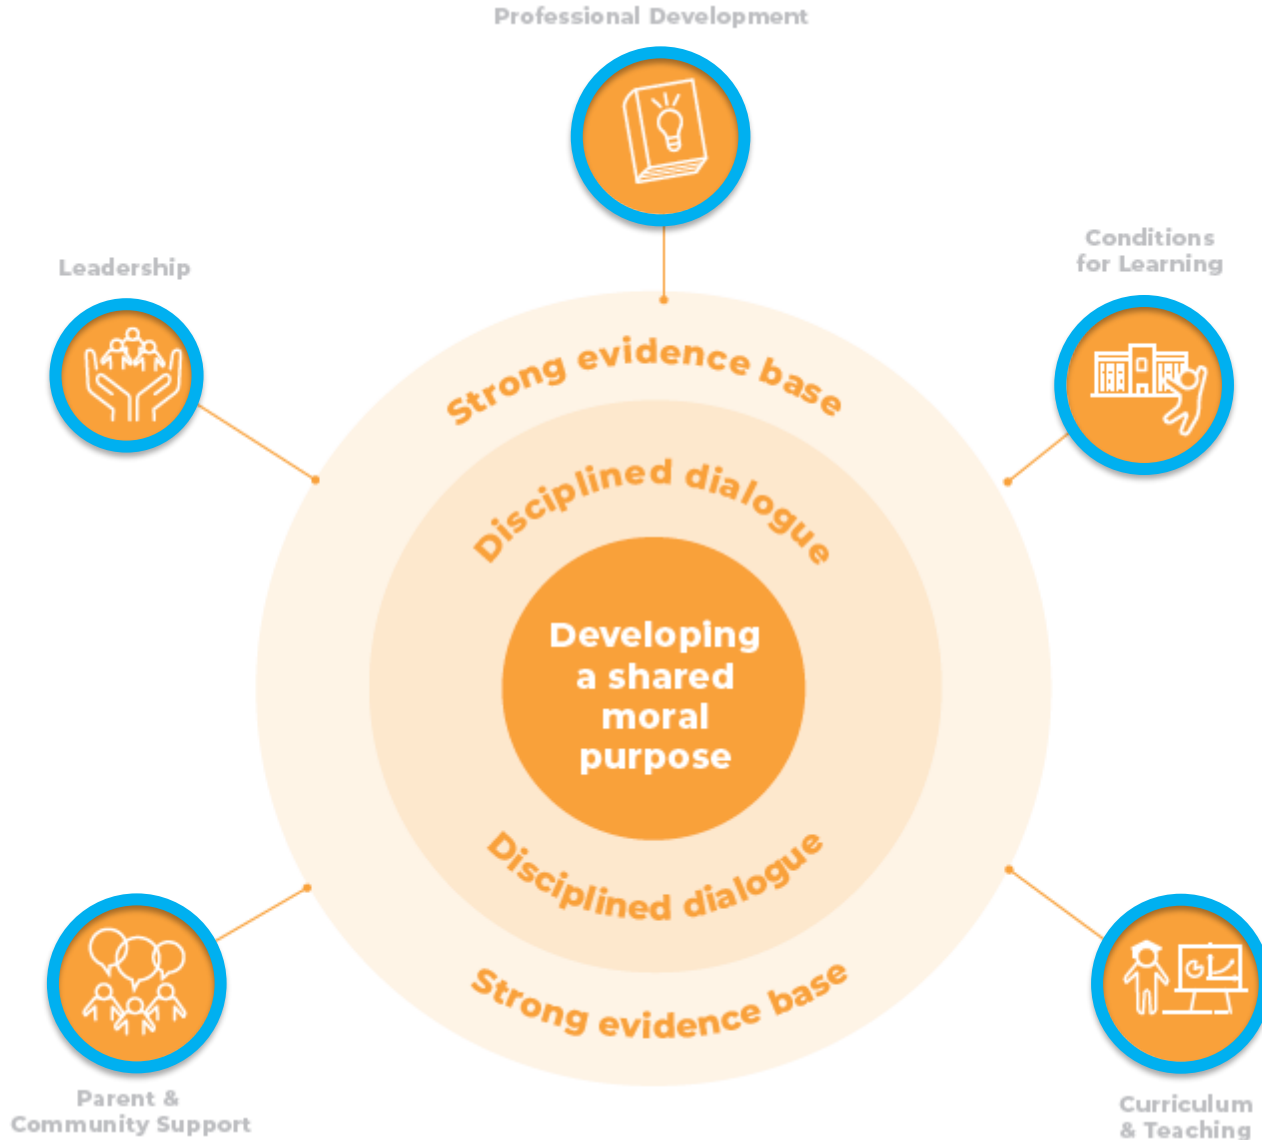 Professional Development
Leadership
Conditions
for Learning
Strong evidence base
Disciplined dialogue
Developing
a shared
moral
purpose
Disciplined dialogue
Strong evidence base
Parent &
Community Support
Curriculum
& Teaching